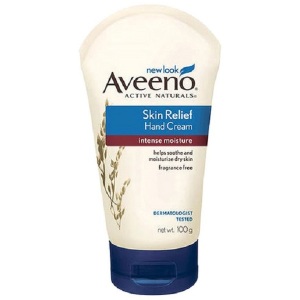 new look
Aveeno®
ACTIVE NATURALS®
Skin Relief
Hand Cream
intense moisture
helps soothe and
moisturise dry skin
fragrance free
DERMATOLOGIST
TESTED
net wt. 100g